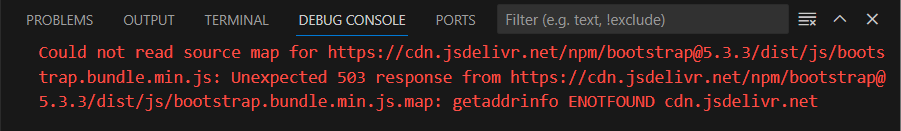 PROBLEMS OUTPUT TERMINAL DEBUG CONSOLE PORTS Filter (e.g. text, !exclude)
Could not read source map for https://cdn.jsdelivr.net/npm/bootstrap@5.3.3/dist/js/boots
trap.bundle.min.js: Unexpected 503 response from https://cdn.jsdelivr.net/npm/bootstrap@
5.3.3/dist/js/bootstrap.bundle.min.js.map: getaddrinfo ENOTFOUND cdn.jsdelivr.net